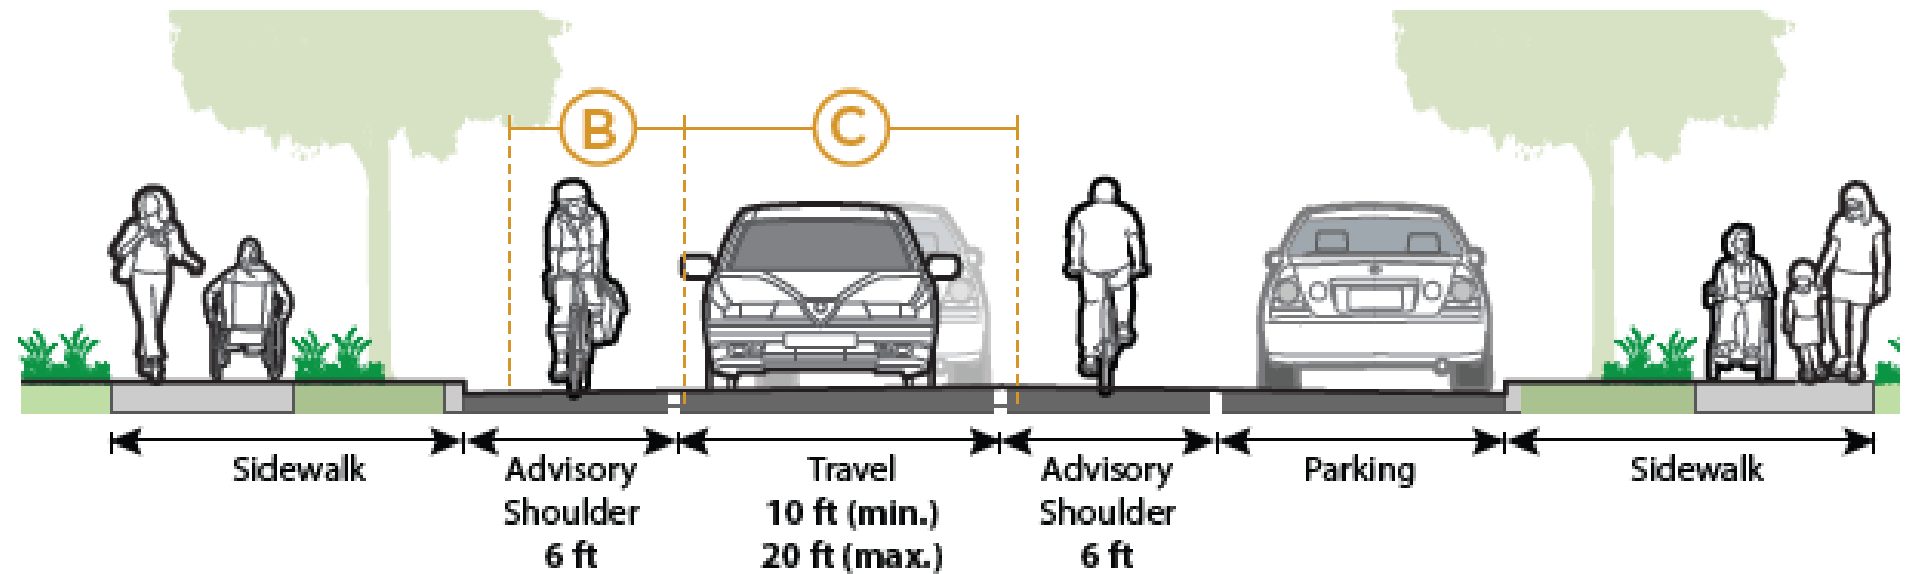 B
C
Sidewalk
Advisory
Shoulder
6 ft
Travel
10 ft (min.)
20 ft (max.)
Advisory
Shoulder
6 ft
Parking
Sidewalk